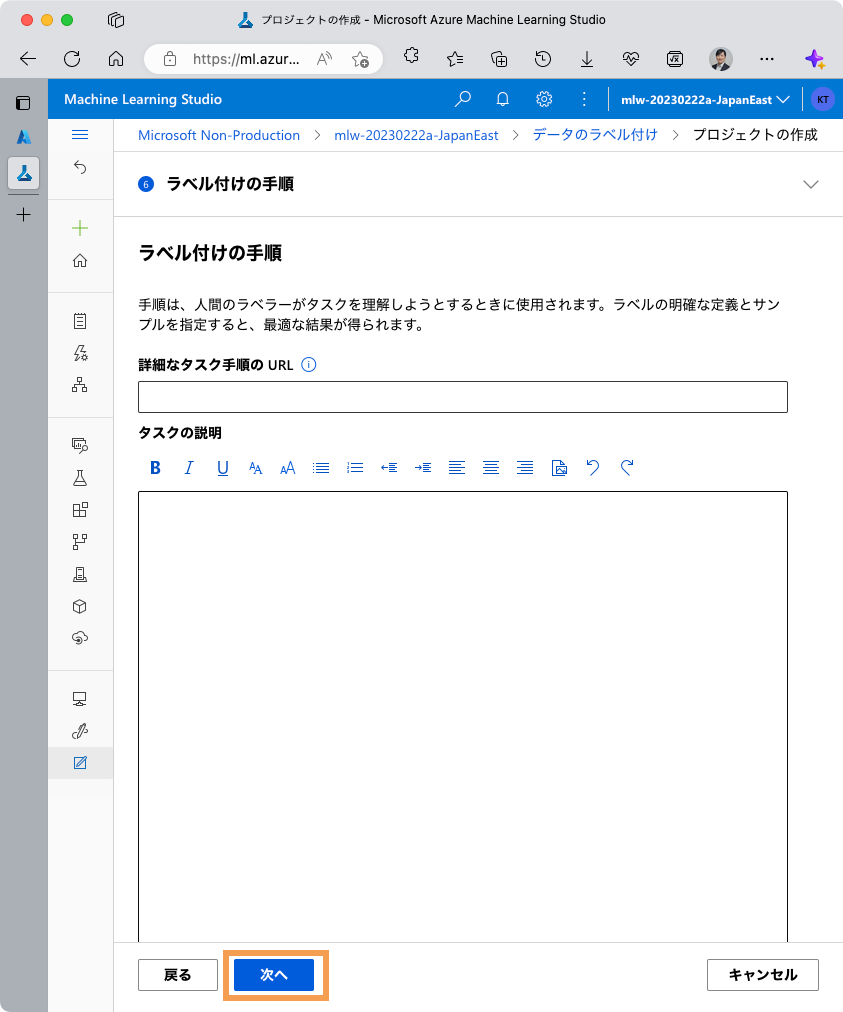 プロジェクトの作成 - Microsoft Azure Machine Learning Studio
https://ml.azur...
Machine Learning Studio
mlw-20230222a-JapanEast
KT
Microsoft Non-Production > mlw-20230222a-JapanEast > データのラベル付け > プロジェクトの作成
6 ラベル付けの手順
ラベル付けの手順
手順は、人間のラベラーがタスクを理解しようとするときに使用されます。ラベルの明確な定義とサン
プルを指定すると、最適な結果が得られます。
詳細なタスク手順の URL
タスクの説明
B I U AA AA
戻る 次へ キャンセル